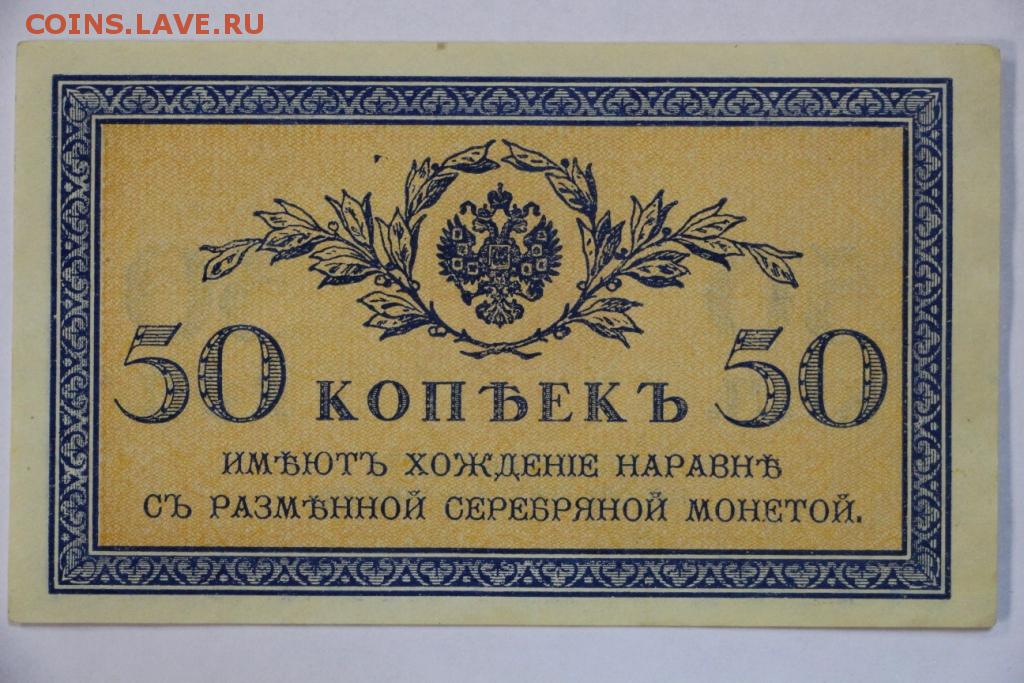 COINS.LAVE.RU
50 КОПѢЕКЪ 50
ИМѢЮТЪ ХОЖДЕНІЕ НАРАВНѢ
СЪ РАЗМѢННОЙ СЕРЕБРЯНОЙ МОНЕТОЙ.